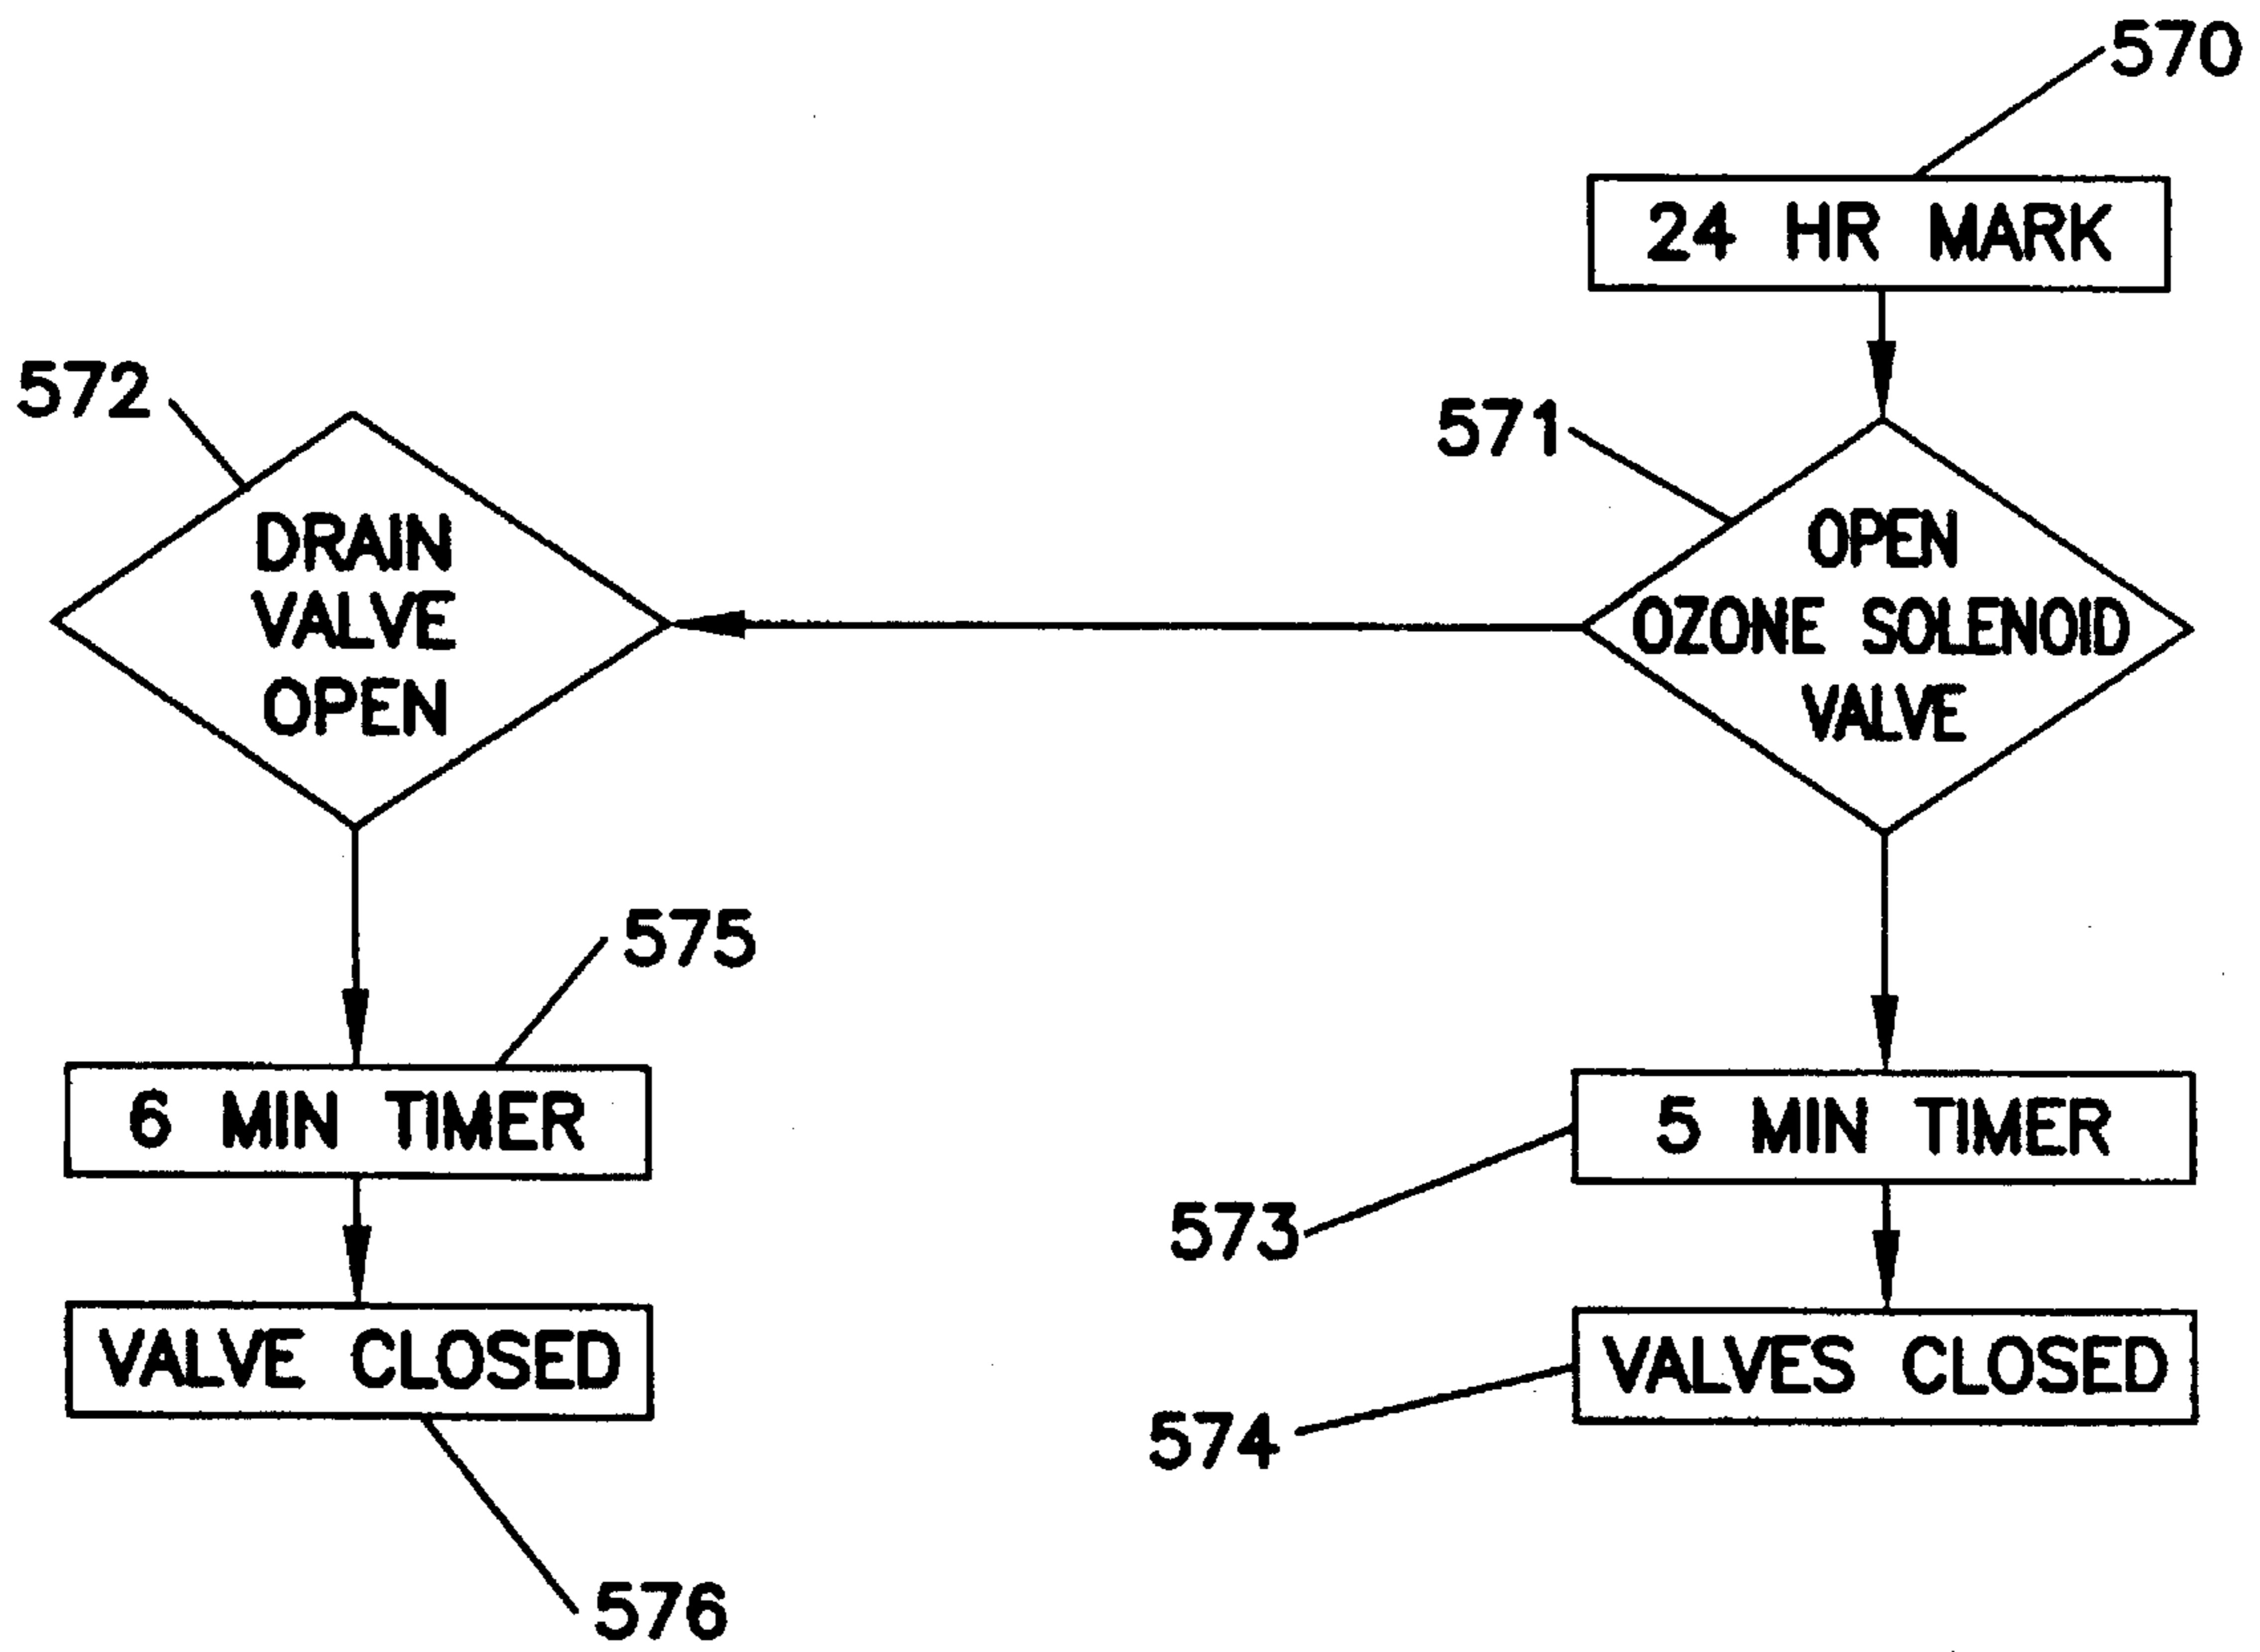 570
24 HR MARK
572
571
DRAIN
VALVE
OPEN
OPEN
OZONE SOLENOID
VALVE
575
6 MIN TIMER
5 MIN TIMER
573
VALVE CLOSED
VALVES CLOSED
574
576